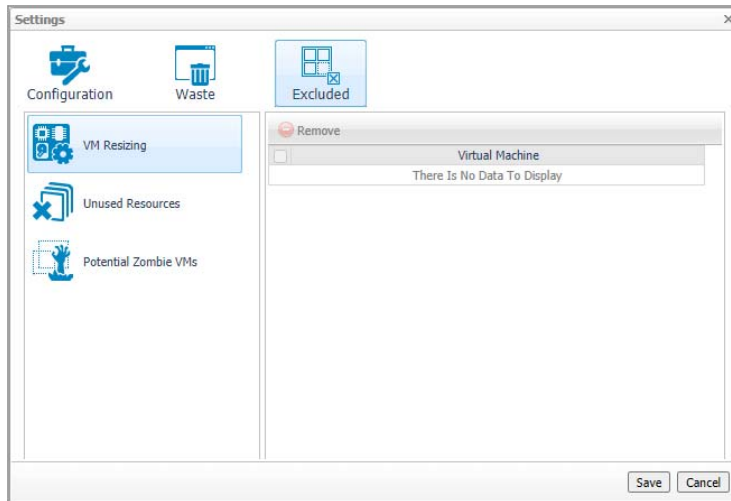 Settings
Configuration
Waste
Excluded
VM Resizing
Unused Resources
Potential Zombie VMs
Remove
Virtual Machine
There Is No Data To Display
Save
Cancel